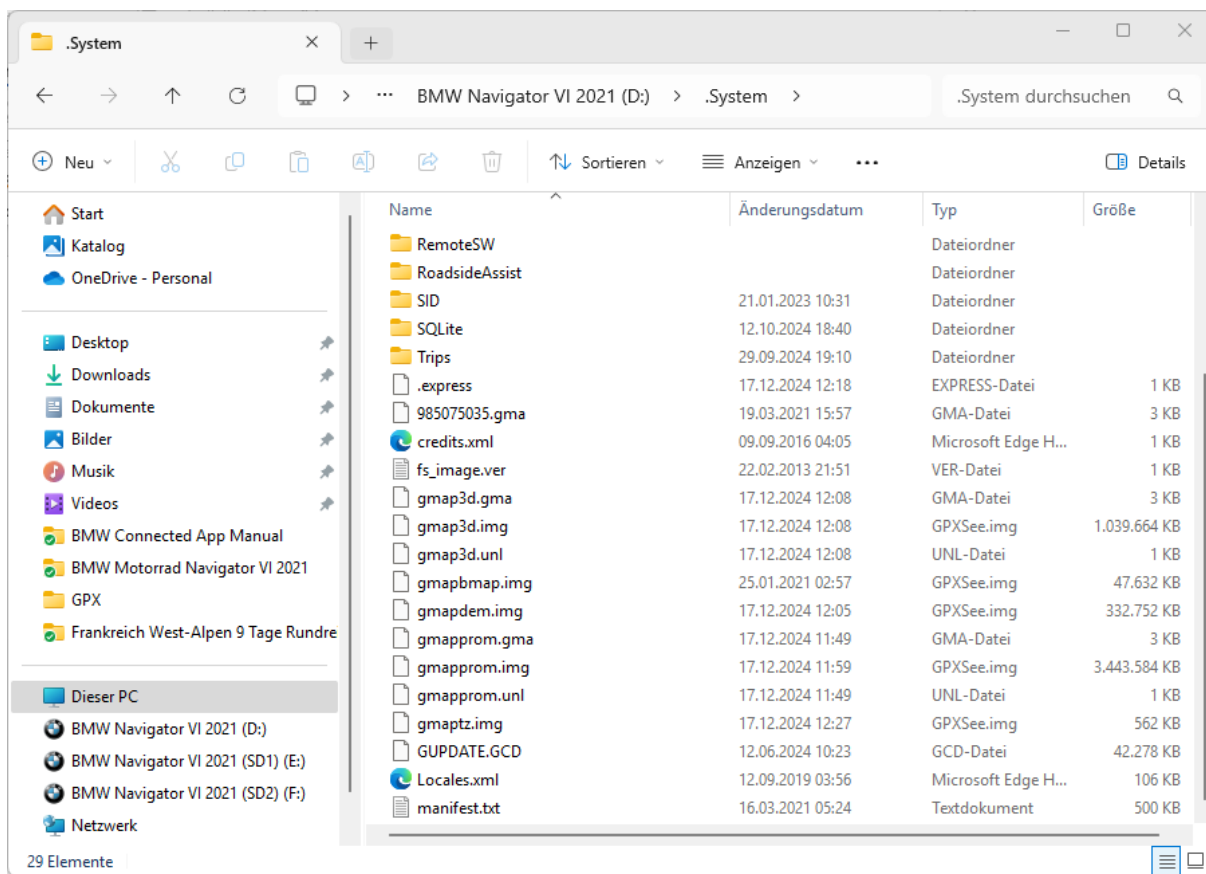 .System
BMW Navigator VI 2021 (D:) > .System >
.System durchsuchen
Neu
Sortieren
Anzeigen
Details
Start
Katalog
OneDrive - Personal
Desktop
Downloads
Dokumente
Bilder
Musik
Videos
BMW Connected App Manual
BMW Motorrad Navigator VI 2021
GPX
Frankreich West-Alpen 9 Tage Rundre
Dieser PC
BMW Navigator VI 2021 (D:)
BMW Navigator VI 2021 (SD1) (E:)
BMW Navigator VI 2021 (SD2) (F:)
Netzwerk
Name Änderungsdatum Typ Größe
RemoteSW Dateiordner
RoadsideAssist Dateiordner
SID 21.01.2023 10:31 Dateiordner
SQLite 12.10.2024 18:40 Dateiordner
Trips 29.09.2024 19:10 Dateiordner
.express 17.12.2024 12:18 EXPRESS-Datei 1 KB
985075035.gma 19.03.2021 15:57 GMA-Datei 3 KB
credits.xml 09.09.2016 04:05 Microsoft Edge H... 1 KB
fs_image.ver 22.02.2013 21:51 VER-Datei 1 KB
gmap3d.gma 17.12.2024 12:08 GMA-Datei 3 KB
gmap3d.img 17.12.2024 12:08 GPXSee.img 1.039.664 KB
gmap3d.unl 17.12.2024 12:08 UNL-Datei 1 KB
gmapbmap.img 25.01.2021 02:57 GPXSee.img 47.632 KB
gmapdem.img 17.12.2024 12:05 GPXSee.img 332.752 KB
gmapprom.gma 17.12.2024 11:49 GMA-Datei 3 KB
gmapprom.img 17.12.2024 11:59 GPXSee.img 3.443.584 KB
gmapprom.unl 17.12.2024 11:49 UNL-Datei 1 KB
gmaptz.img 17.12.2024 12:27 GPXSee.img 562 KB
GUPDATE.GCD 12.06.2024 10:23 GCD-Datei 42.278 KB
Locales.xml 12.09.2019 03:56 Microsoft Edge H... 106 KB
manifest.txt 16.03.2021 05:24 Textdokument 500 KB
29 Elemente